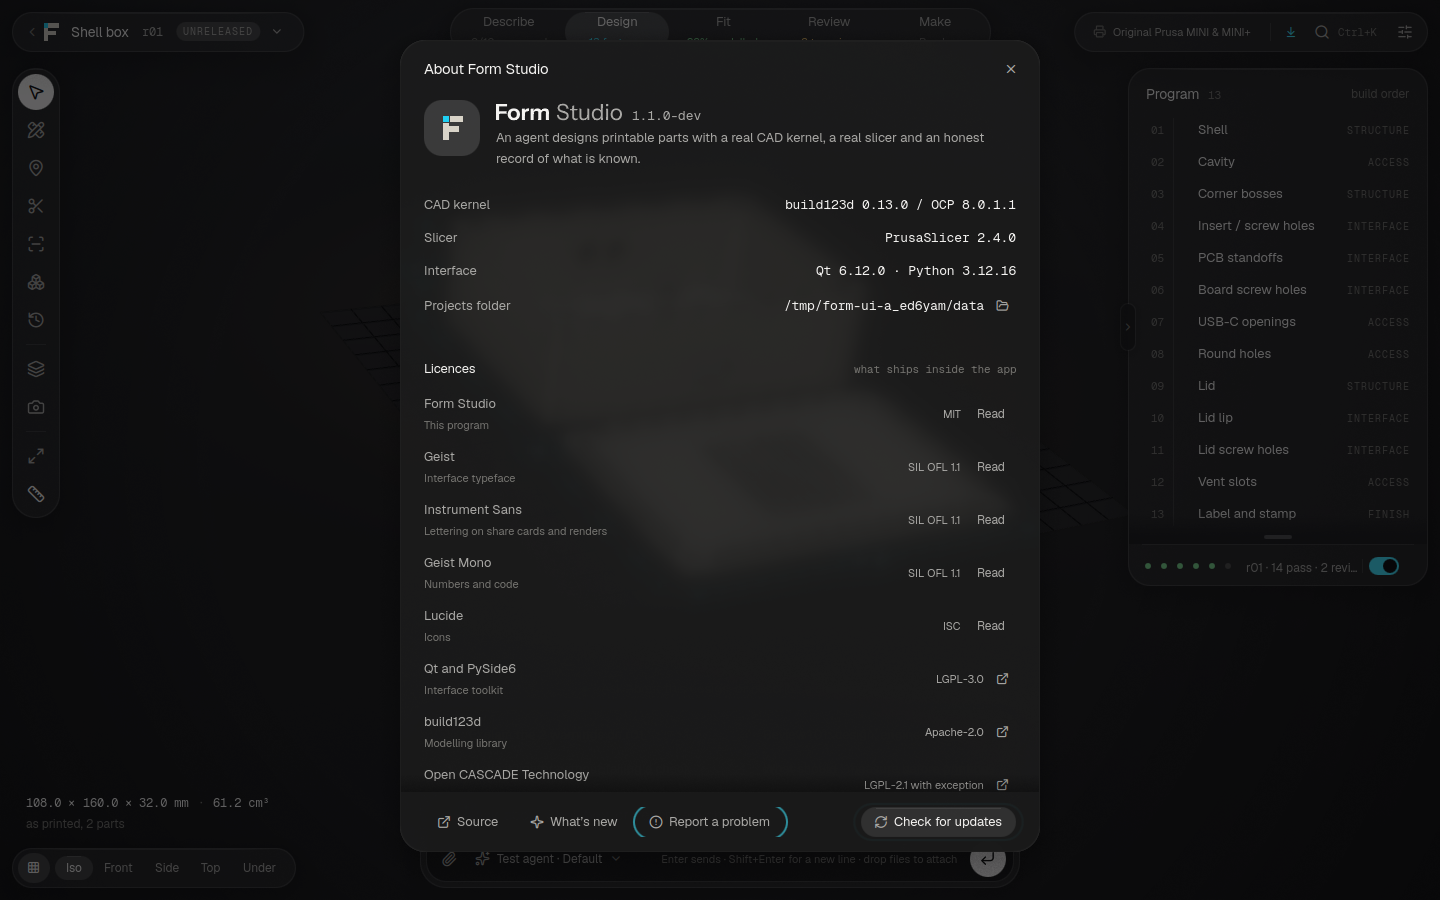 Shell box r01 UNRELEASED
Describe
Design
Fit
Review
Make
Original Prusa MINI & MINI+
Ctrl+K
About Form Studio
Form Studio 1.1.0-dev
An agent designs printable parts with a real CAD kernel, a real slicer and an honest
record of what is known.
CAD kernel build123d 0.13.0 / OCP 8.0.1.1
Slicer PrusaSlicer 2.4.0
Interface Qt 6.12.0 · Python 3.12.16
Projects folder /tmp/form-ui-a_ed6yam/data
Licences what ships inside the app
Form Studio
This program
MIT Read
Geist
Interface typeface
SIL OFL 1.1 Read
Instrument Sans
Lettering on share cards and renders
SIL OFL 1.1 Read
Geist Mono
Numbers and code
SIL OFL 1.1 Read
Lucide
Icons
ISC Read
Qt and PySide6
Interface toolkit
LGPL-3.0
build123d
Modelling library
Apache-2.0
Open CASCADE Technology
LGPL-2.1 with exception
Source
What's new
Report a problem
Check for updates
Program 13 build order
01 Shell STRUCTURE
02 Cavity ACCESS
03 Corner bosses STRUCTURE
04 Insert / screw holes INTERFACE
05 PCB standoffs INTERFACE
06 Board screw holes INTERFACE
07 USB-C openings ACCESS
08 Round holes ACCESS
09 Lid STRUCTURE
10 Lid lip INTERFACE
11 Lid screw holes INTERFACE
12 Vent slots ACCESS
13 Label and stamp FINISH
r01 · 14 pass · 2 revi...
108.0 × 160.0 × 32.0 mm · 61.2 cm³
as printed, 2 parts
Iso Front Side Top Under
Test agent · Default
Enter sends · Shift+Enter for a new line · drop files to attach